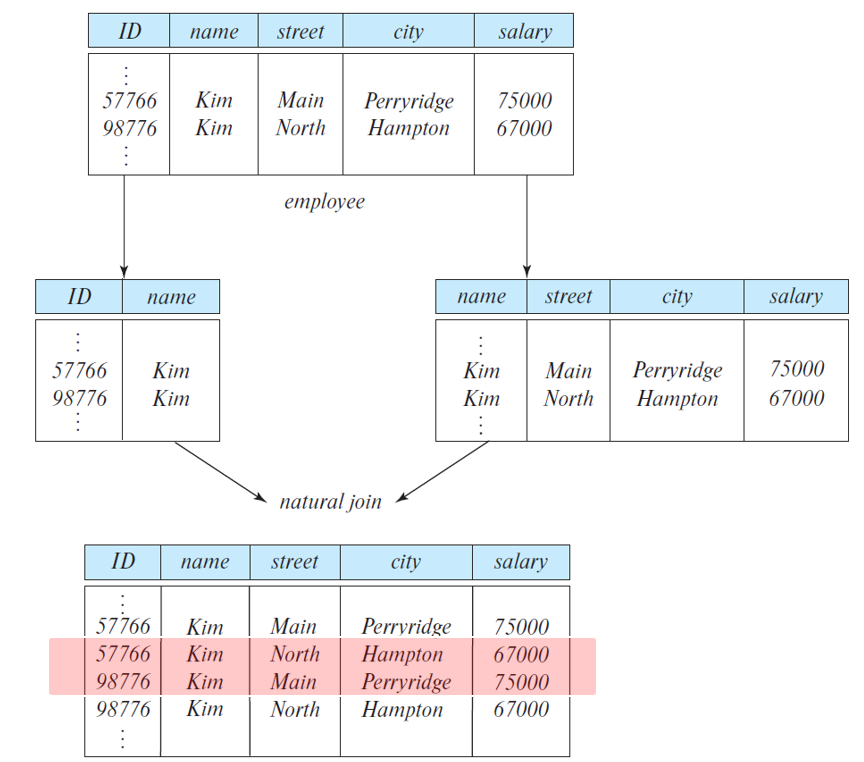 ID name street city salary
⋮
57766 Kim Main Perryridge 75000
98776 Kim North Hampton 67000
⋮
employee
ID name
⋮
57766 Kim
98776 Kim
⋮
name street city salary
⋮
Kim Main Perryridge 75000
Kim North Hampton 67000
⋮
natural join
ID name street city salary
⋮
57766 Kim Main Perryridge 75000
57766 Kim North Hampton 67000
98776 Kim Main Perryridge 75000
98776 Kim North Hampton 67000
⋮